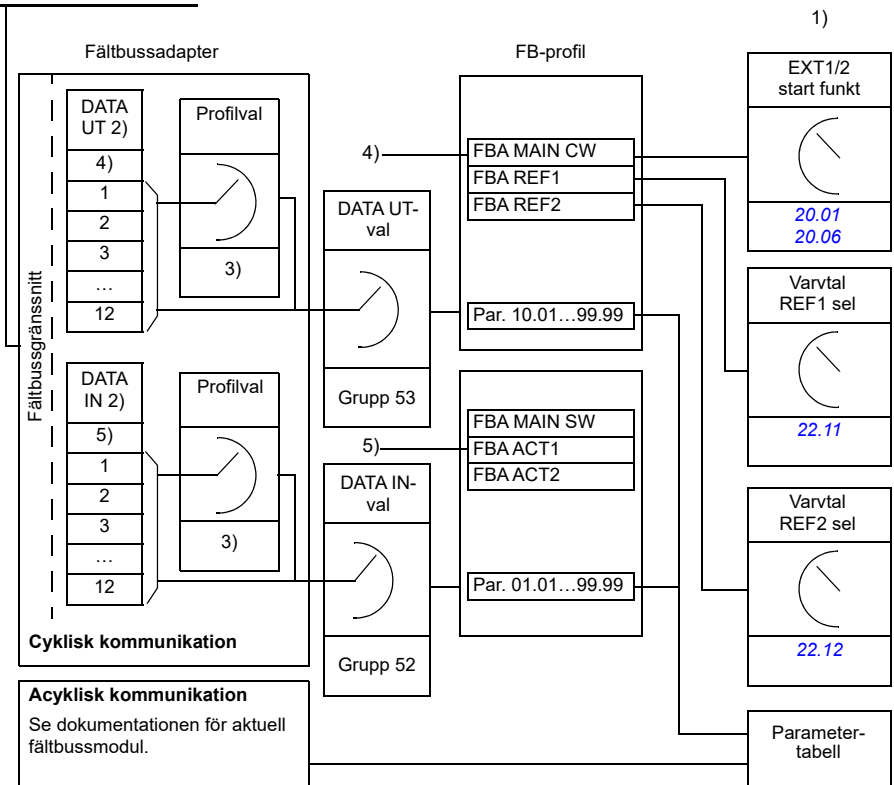 1)
Fältbussadapter
FB-profil
Fältbussgränssnitt
DATA
UT 2)
4)
1
2
3
…
12
Profilval
3)
DATA
IN 2)
5)
1
2
3
…
12
Profilval
3)
Cyklisk kommunikation
Acyklisk kommunikation
Se dokumentationen för aktuell
fältbussmodul.
4)
DATA UT-
val
Grupp 53
5)
DATA IN-
val
Grupp 52
FBA MAIN CW
FBA REF1
FBA REF2
Par. 10.01…99.99
FBA MAIN SW
FBA ACT1
FBA ACT2
Par. 01.01…99.99
EXT1/2
start funkt
20.01
20.06
Varvtal
REF1 sel
22.11
Varvtal
REF2 sel
22.12
Parameter-
tabell